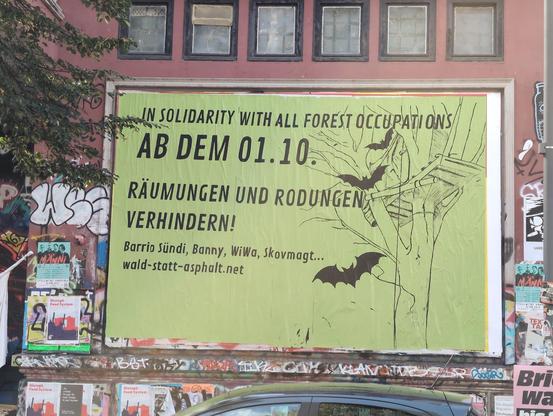 IN SOLIDARITY WITH ALL FOREST OCCUPATIONS
AB DEM 01.10.
RÄUMUNGEN UND RODUNGEN
VERHINDERN!
Barrio Sündi, Banny, WiWa, Skovmagt...
wald-statt-asphalt.net